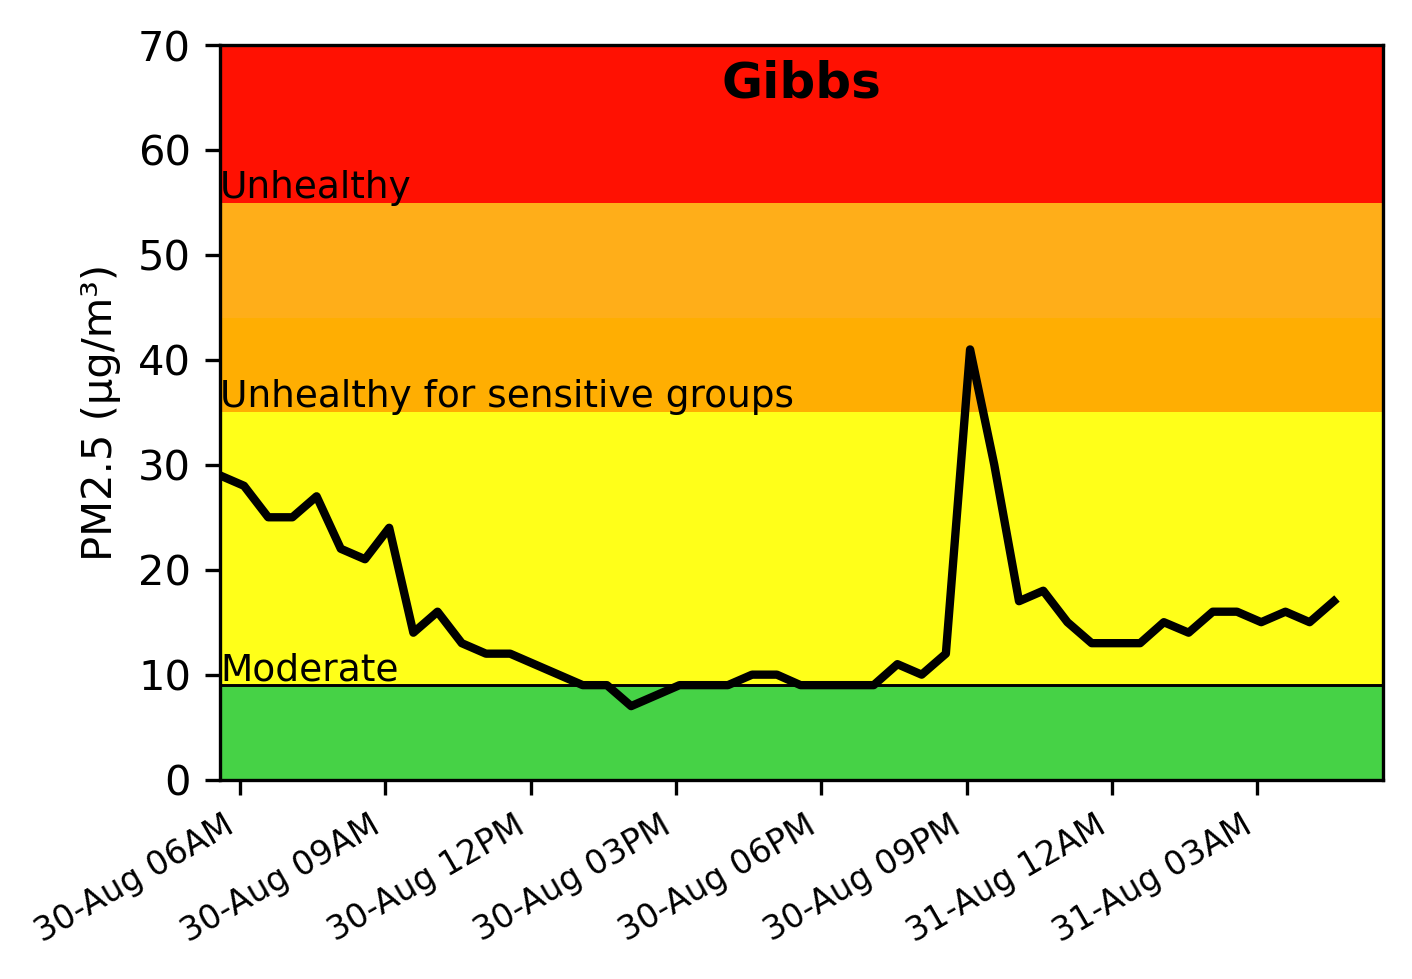 Gibbs
70
60
Unhealthy
50
40
Unhealthy for sensitive groups
30
20
Moderate
10
0
PM2.5 (µg/m³)
30-Aug 06AM
30-Aug 09AM
30-Aug 12PM
30-Aug 03PM
30-Aug 06PM
30-Aug 09PM
31-Aug 12AM
31-Aug 03AM